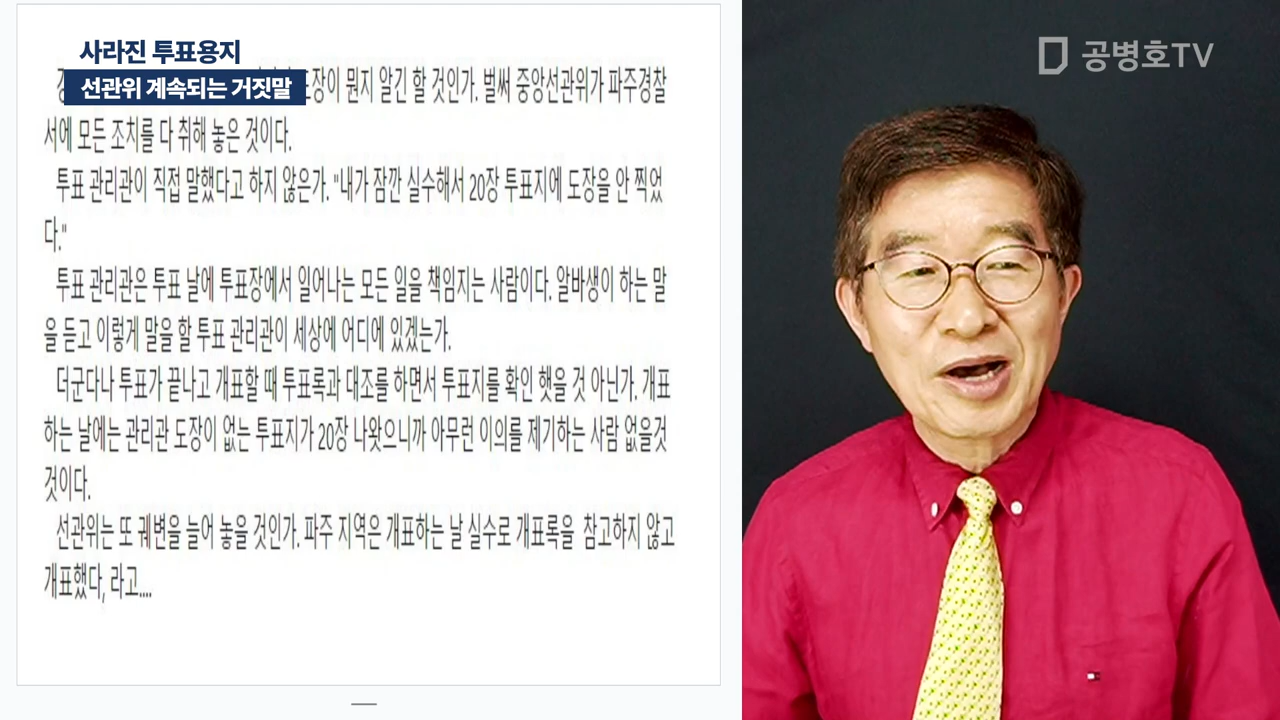 사라진 투표용지
선관위 계속되는 거짓말
뭔지 알긴 할 것인가. 벌써 중앙선관위가 파주경찰
서에 모든 조치를 다 취해 놓은 것이다.
투표 관리관이 직접 말했다고 하지 않은가. "내가 잠깐 실수해서 20장 투표지에 도장을 안 찍었
다."
투표 관리관은 투표 날에 투표장에서 일어나는 모든 일을 책임지는 사람이다. 알바생이 하는 말
을 듣고 이렇게 말을 할 투표 관리관이 세상에 어디에 있겠는가.
더군다나 투표가 끝나고 개표할 때 투표록과 대조를 하면서 투표지를 확인 햇을 것 아닌가. 개표
하는 날에는 관리관 도장이 없는 투표지가 20장 나왓으니까 아무런 이의를 제기하는 사람 없을것
것이다.
선관위는 또 궤변을 늘어 놓을 것인가. 파주 지역은 개표하는 날 실수로 개표록을 참고하지 않고
개표했다, 라고....
공병호TV